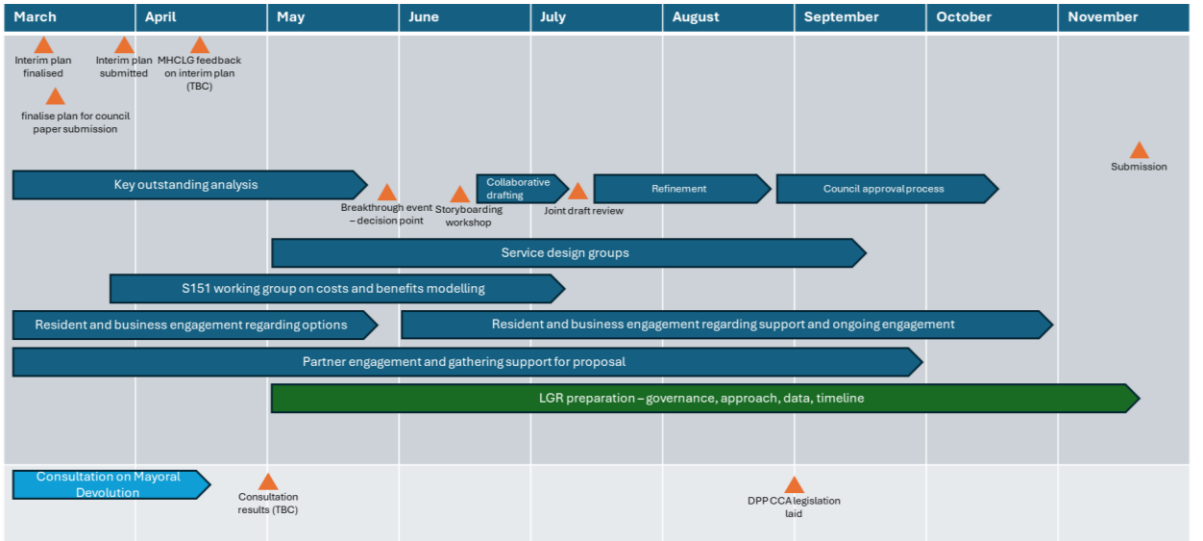 March April May June July August September October November
Interim plan
finalised
Interim plan
submitted
MHCLG feedback
on interim plan
(TBC)
finalise plan for council
paper submission
Submission
Key outstanding analysis
Breakthrough event
– decision point
Storyboarding
workshop
Collaborative
drafting
Joint draft review
Refinement
Council approval process
Service design groups
S151 working group on costs and benefits modelling
Resident and business engagement regarding options
Resident and business engagement regarding support and ongoing engagement
Partner engagement and gathering support for proposal
LGR preparation – governance, approach, data, timeline
Consultation on Mayoral
Devolution
Consultation
results (TBC)
DPP CCA legislation
laid